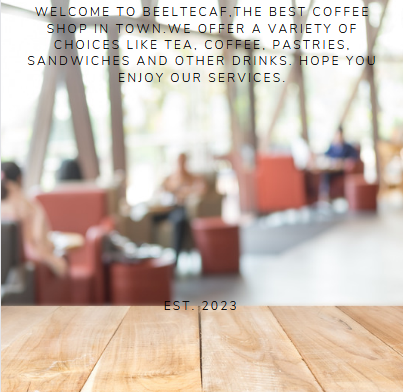 WELCOME TO BEELTECAF,THE BEST COFFEE
SHOP IN TOWN.WE OFFER A VARIETY OF
CHOICES LIKE TEA, COFFEE, PASTRIES,
SANDWICHES AND OTHER DRINKS. HOPE YOU
ENJOY OUR SERVICES.
EST. 2023